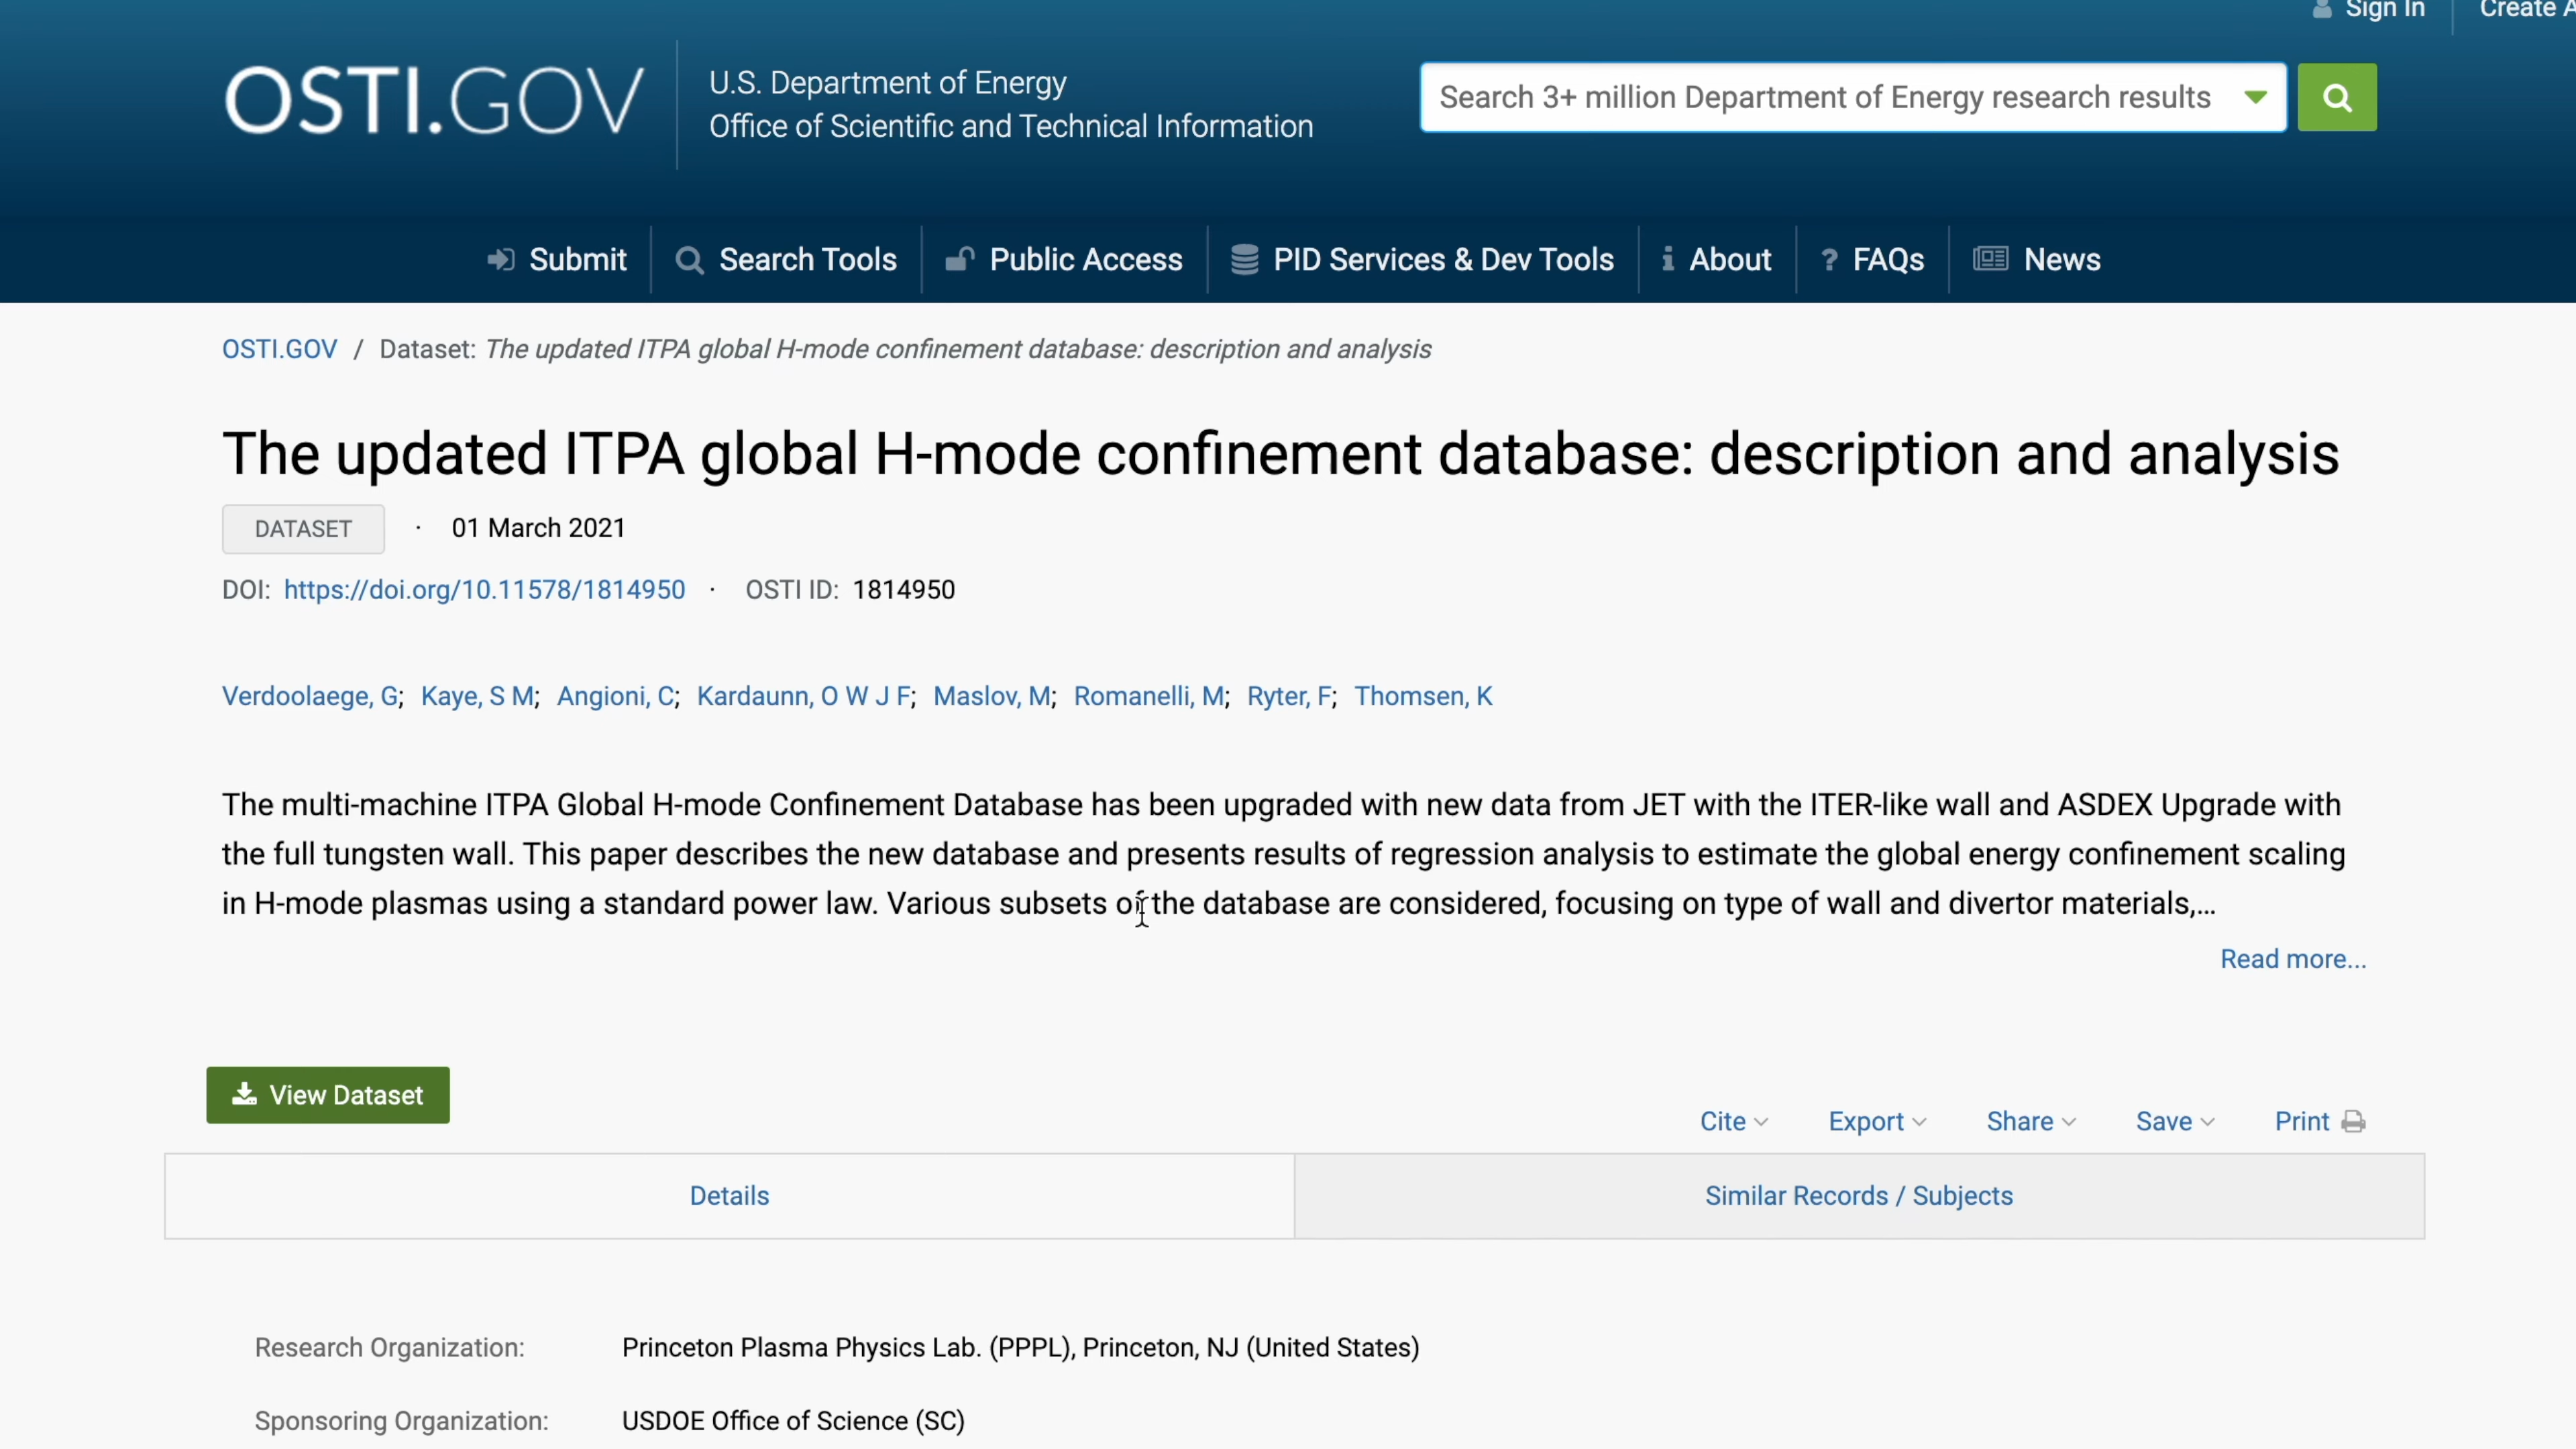 Sign In
Create A
OSTI.GOV
U.S. Department of Energy
Office of Scientific and Technical Information
Search 3+ million Department of Energy research results
Submit
Search Tools
Public Access
PID Services & Dev Tools
About
FAQs
News
OSTI.GOV / Dataset: The updated ITPA global H-mode confinement database: description and analysis
The updated ITPA global H-mode confinement database: description and analysis
DATASET · 01 March 2021
DOI: https://doi.org/10.11578/1814950 · OSTI ID: 1814950
Verdoolaege, G; Kaye, S M; Angioni, C; Kardaunn, O W J F; Maslov, M; Romanelli, M; Ryter, F; Thomsen, K
The multi-machine ITPA Global H-mode Confinement Database has been upgraded with new data from JET with the ITER-like wall and ASDEX Upgrade with
the full tungsten wall. This paper describes the new database and presents results of regression analysis to estimate the global energy confinement scaling
in H-mode plasmas using a standard power law. Various subsets of the database are considered, focusing on type of wall and divertor materials,...
Read more...
View Dataset
Cite
Export
Share
Save
Print
Details
Similar Records / Subjects
Research Organization: Princeton Plasma Physics Lab. (PPPL), Princeton, NJ (United States)
Sponsoring Organization: USDOE Office of Science (SC)